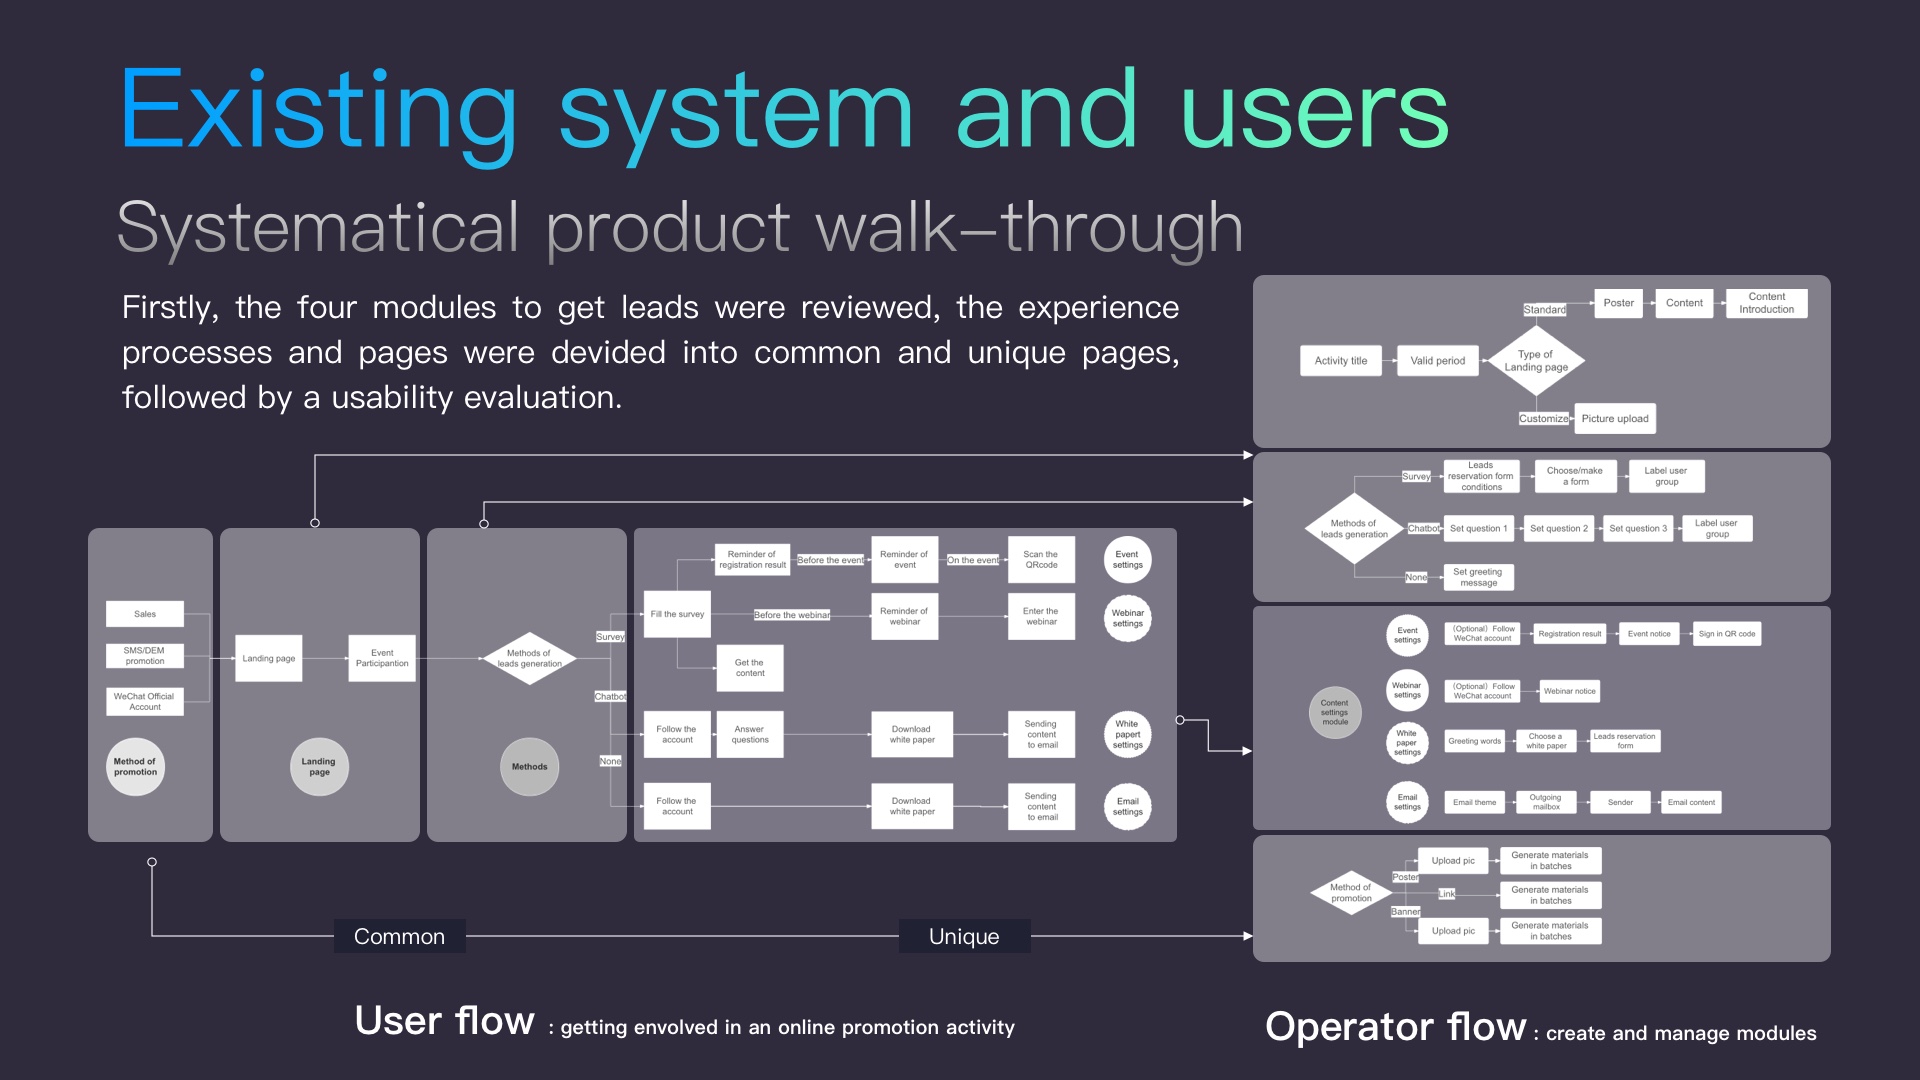 Existing system and users
Systematical product walk-through
Firstly, the four modules to get leads were reviewed, the experience
processes and pages were devided into common and unique pages,
followed by a usability evaluation.
Sales
SMS/DEM
promotion
WeChat Official
Account
Method of
promotion
Landing page
Event
Participantion
Landing
page
Methods of
leads generation
Methods
Survey
Chatbot
None
Fill the survey
Reminder of
registration result
Before the event
Reminder of
event
On the event
Scan the
QRcode
Event
settings
Before the webinar
Reminder of
webinar
Enter the
webinar
Webinar
settings
Get the
content
Follow the
account
Answer
questions
Download
white paper
Sending
content
to email
White
papert
settings
Follow the
account
Download
white paper
Sending
content
to email
Email
settings
Common
Unique
User flow : getting envolved in an online promotion activity
Activity title
Valid period
Type of
Landing page
Standard
Poster
Content
Content
Introduction
Customize
Picture upload
Methods of
leads generation
Survey
Leads
reservation form
conditions
Choose/make
a form
Label user
group
Chatbot
Set question 1
Set question 2
Set question 3
Label user
group
None
Set greeting
message
Content
settings
module
Event
settings
(Optional) Follow
WeChat account
Registration result
Event notice
Sign in QR code
Webinar
settings
(Optional) Follow
WeChat account
Webinar notice
White
paper
settings
Greeting words
Choose a
white paper
Leads reservation
form
Email
settings
Email theme
Outgoing
mailbox
Sender
Email content
Method of
promotion
Poster
Upload pic
Generate materials
in batches
Link
Generate materials
in batches
Banner
Upload pic
Generate materials
in batches
Operator flow : create and manage modules